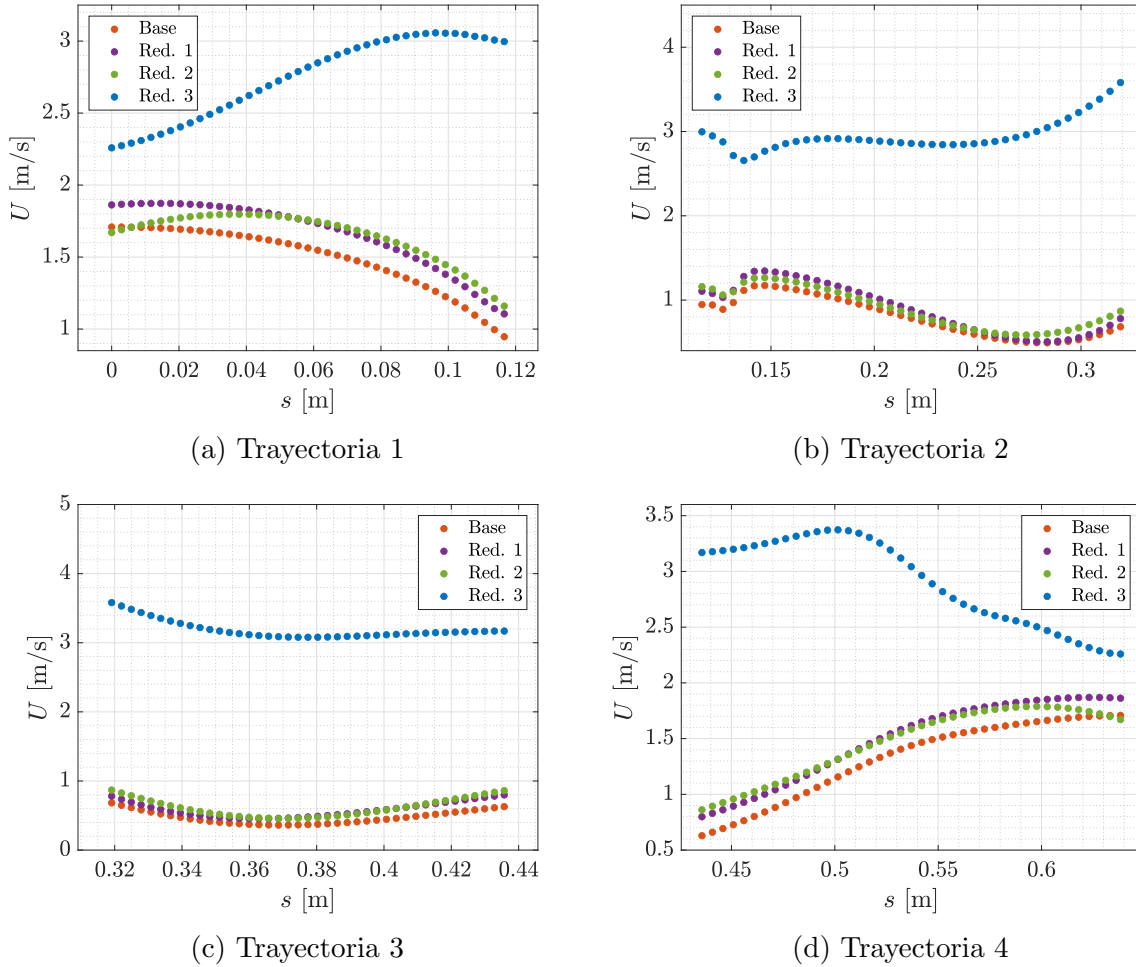 Base
Red. 1
Red. 2
Red. 3
3
2.5
2
1.5
1
U [m/s]
0
0.02
0.04
0.06
0.08
0.1
0.12
s [m]
(a) Trayectoria 1
Base
Red. 1
Red. 2
Red. 3
4
3
2
1
U [m/s]
0.15
0.2
0.25
0.3
s [m]
(b) Trayectoria 2
Base
Red. 1
Red. 2
Red. 3
5
4
3
2
1
0
U [m/s]
0.32
0.34
0.36
0.38
0.4
0.42
0.44
s [m]
(c) Trayectoria 3
Base
Red. 1
Red. 2
Red. 3
3.5
3
2.5
2
1.5
1
0.5
U [m/s]
0.45
0.5
0.55
0.6
s [m]
(d) Trayectoria 4